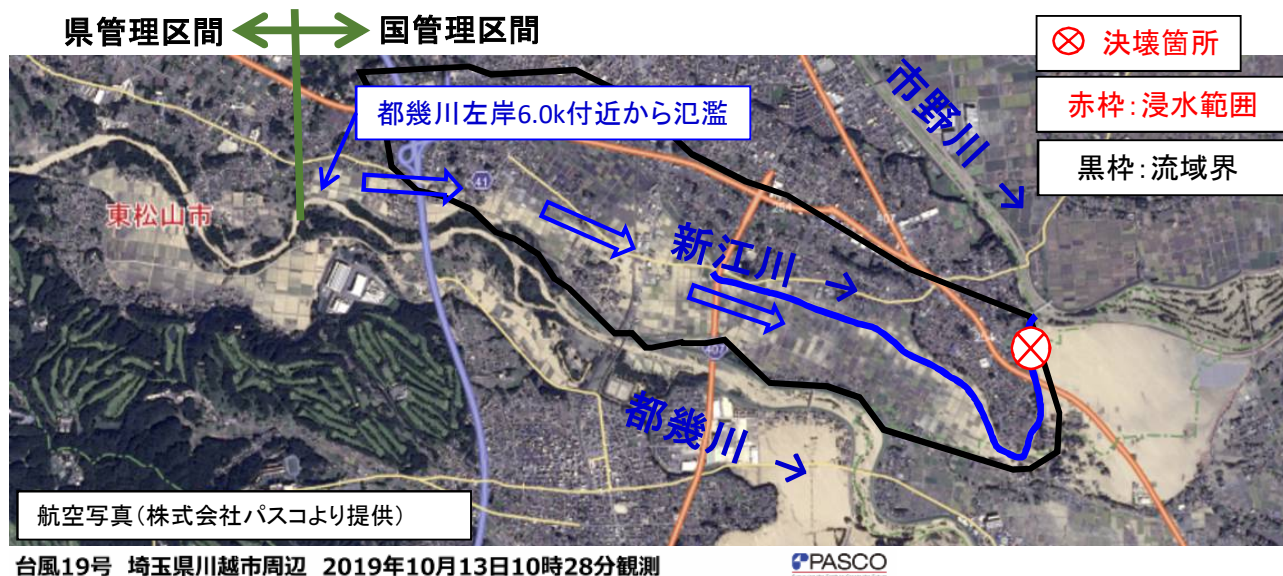 県管理区間 国管理区間
決壊箇所
赤枠：浸水範囲
黒枠：流域界
市野川
都幾川左岸6.0k付近から氾濫
41
東松山市
新江川
407
254
都幾川
航空写真（株式会社パスコより提供）
台風19号 埼玉県川越市周辺 2019年10月13日10時28分観測
PASCO